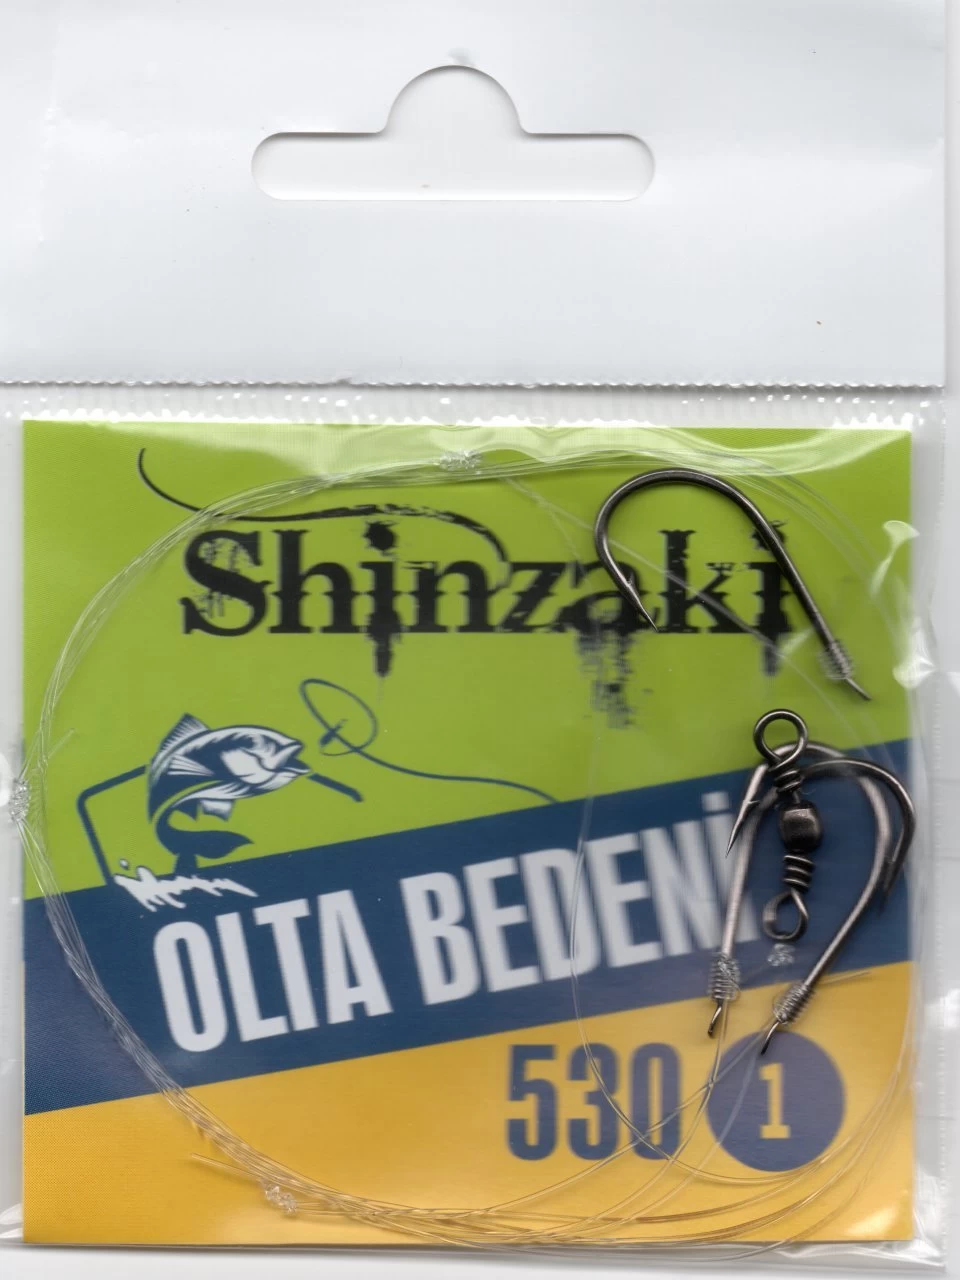 Shinzaki
OLTA BEDENİ
530 1